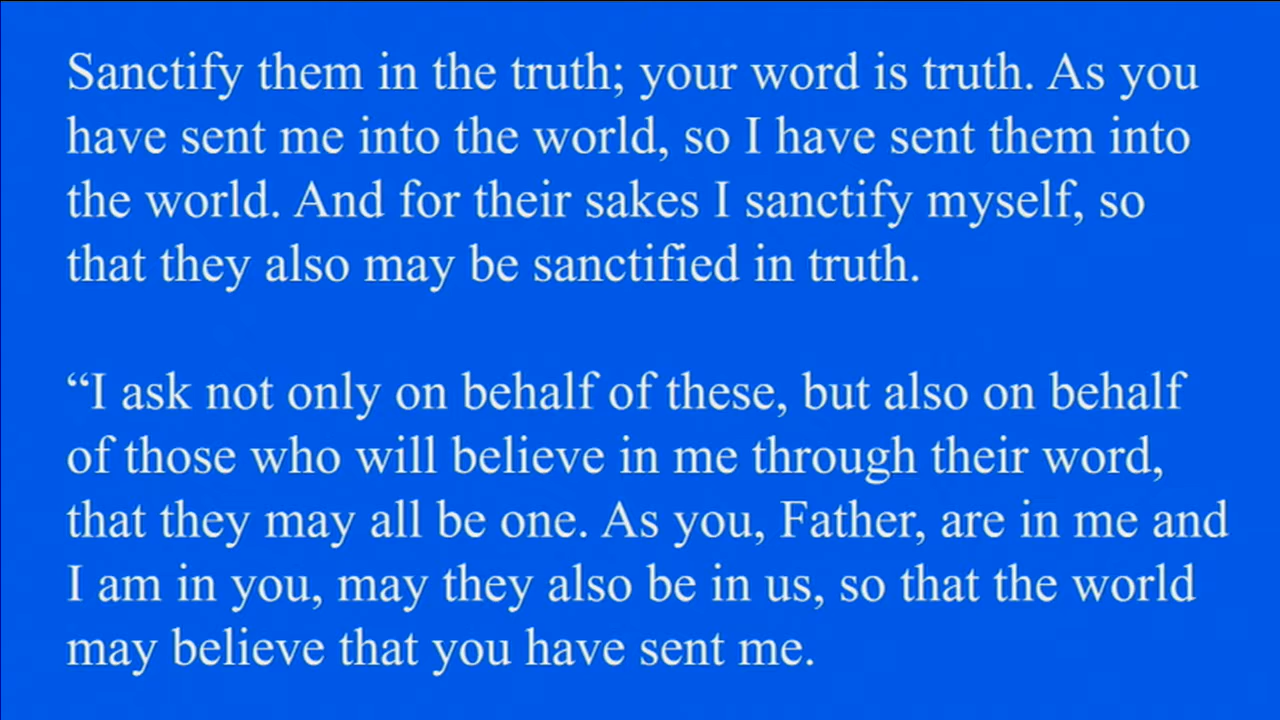 Sanctify them in the truth; your word is truth. As you
have sent me into the world, so I have sent them into
the world. And for their sakes I sanctify myself, so
that they also may be sanctified in truth.
“I ask not only on behalf of these, but also on behalf
of those who will believe in me through their word,
that they may all be one. As you, Father, are in me and
I am in you, may they also be in us, so that the world
may believe that you have sent me.